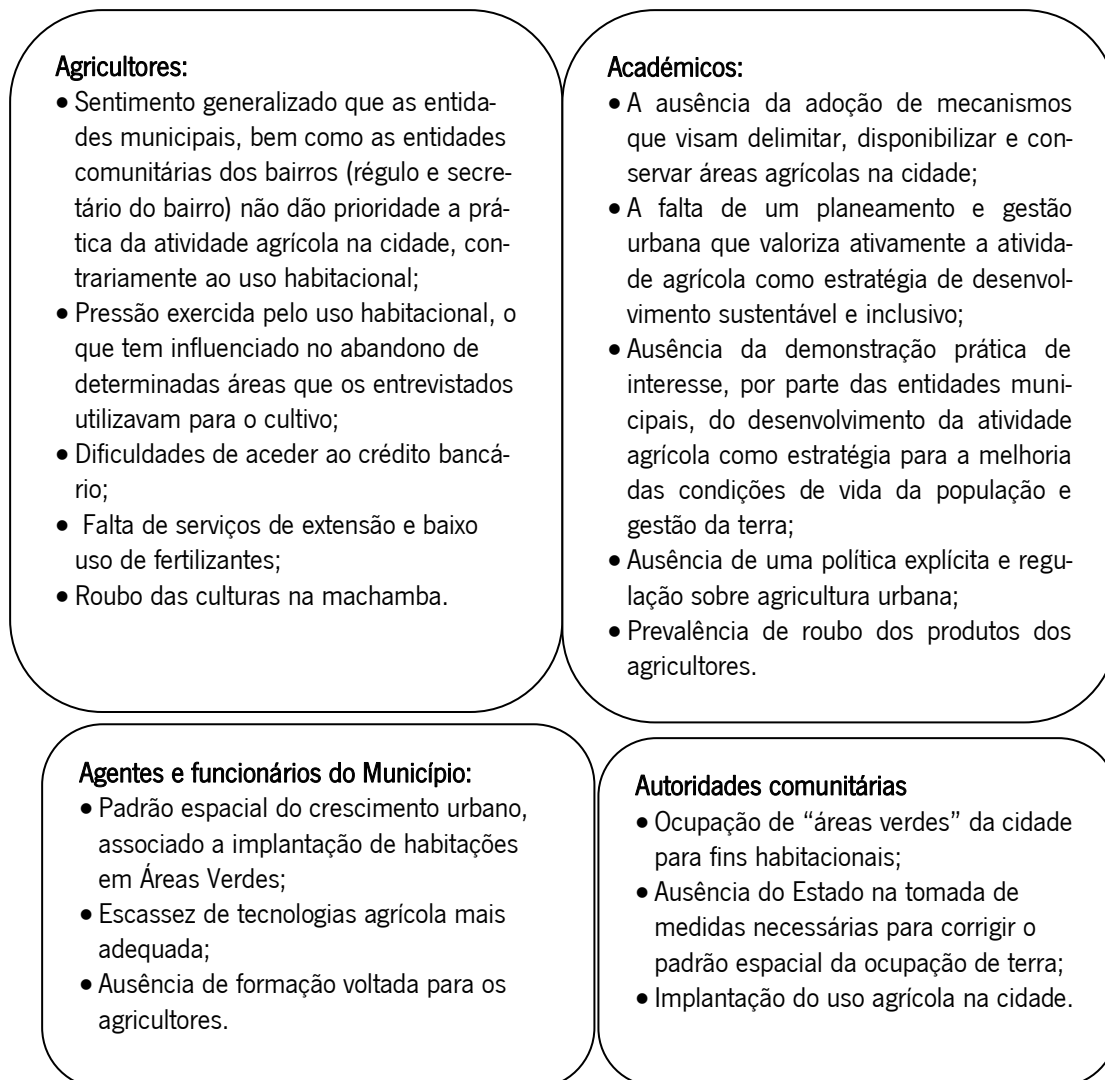 Agricultores:
• Sentimento generalizado que as entida-
des municipais, bem como as entidades
comunitárias dos bairros (régulo e secre-
tário do bairro) não dão prioridade a prá-
tica da atividade agrícola na cidade, con-
trariamente ao uso habitacional;
• Pressão exercida pelo uso habitacional, o
que tem influenciado no abandono de
determinadas áreas que os entrevistados
utilizavam para o cultivo;
• Dificuldades de aceder ao crédito bancá-
rio;
• Falta de serviços de extensão e baixo
uso de fertilizantes;
• Roubo das culturas na machamba.
Académicos:
• A ausência da adoção de mecanismos
que visam delimitar, disponibilizar e con-
servar áreas agrícolas na cidade;
• A falta de um planeamento e gestão
urbana que valoriza ativamente a ativida-
de agrícola como estratégia de desenvol-
vimento sustentável e inclusivo;
• Ausência da demonstração prática de
interesse, por parte das entidades muni-
cipais, do desenvolvimento da atividade
agrícola como estratégia para a melhoria
das condições de vida da população e
gestão da terra;
• Ausência de uma política explícita e regu-
lação sobre agricultura urbana;
• Prevalência de roubo dos produtos dos
agricultores.
Agentes e funcionários do Município:
• Padrão espacial do crescimento urbano,
associado a implantação de habitações
em Áreas Verdes;
• Escassez de tecnologias agrícola mais
adequada;
• Ausência de formação voltada para os
agricultores.
Autoridades comunitárias
• Ocupação de “áreas verdes” da cidade
para fins habitacionais;
• Ausência do Estado na tomada de
medidas necessárias para corrigir o
padrão espacial da ocupação de terra;
• Implantação do uso agrícola na cidade.